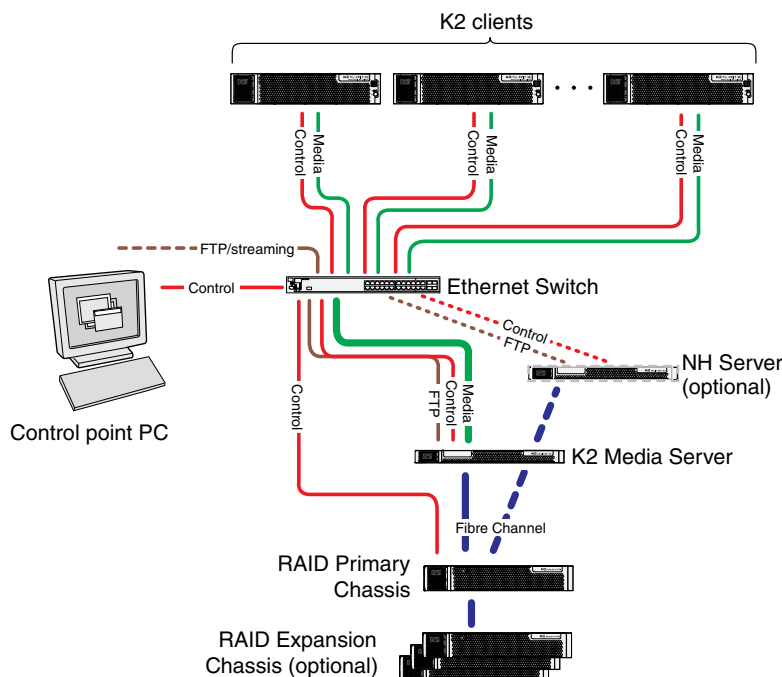 K2 clients
Control
Media
Control
Media
Control
Media
FTP/streaming
Control
Ethernet Switch
Control
FTP
NH Server
(optional)
Control
FTP
Control
Media
Control point PC
K2 Media Server
Fibre Channel
RAID Primary
Chassis
RAID Expansion
Chassis (optional)